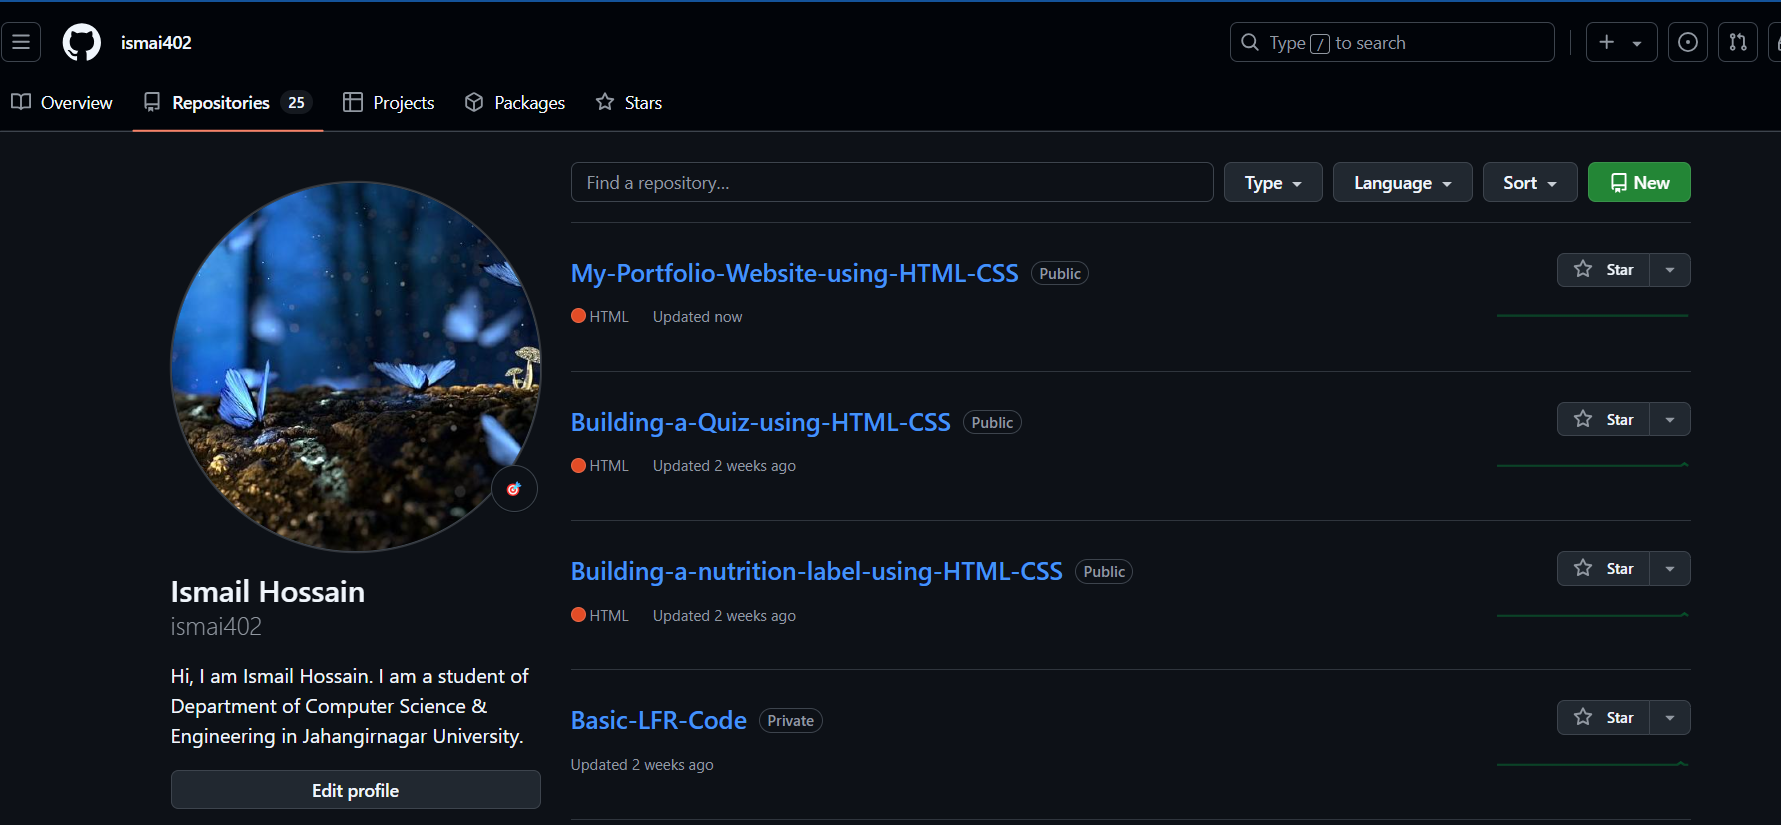 ismai402
Type / to search
Overview
Repositories 25
Projects
Packages
Stars
Find a repository...
Type
Language
Sort
New
My-Portfolio-Website-using-HTML-CSS Public
Star
HTML Updated now
Building-a-Quiz-using-HTML-CSS Public
Star
HTML Updated 2 weeks ago
Building-a-nutrition-label-using-HTML-CSS Public
Star
HTML Updated 2 weeks ago
Basic-LFR-Code Private
Star
Updated 2 weeks ago
Ismail Hossain
ismai402
Hi, I am Ismail Hossain. I am a student of
Department of Computer Science &
Engineering in Jahangirnagar University.
Edit profile